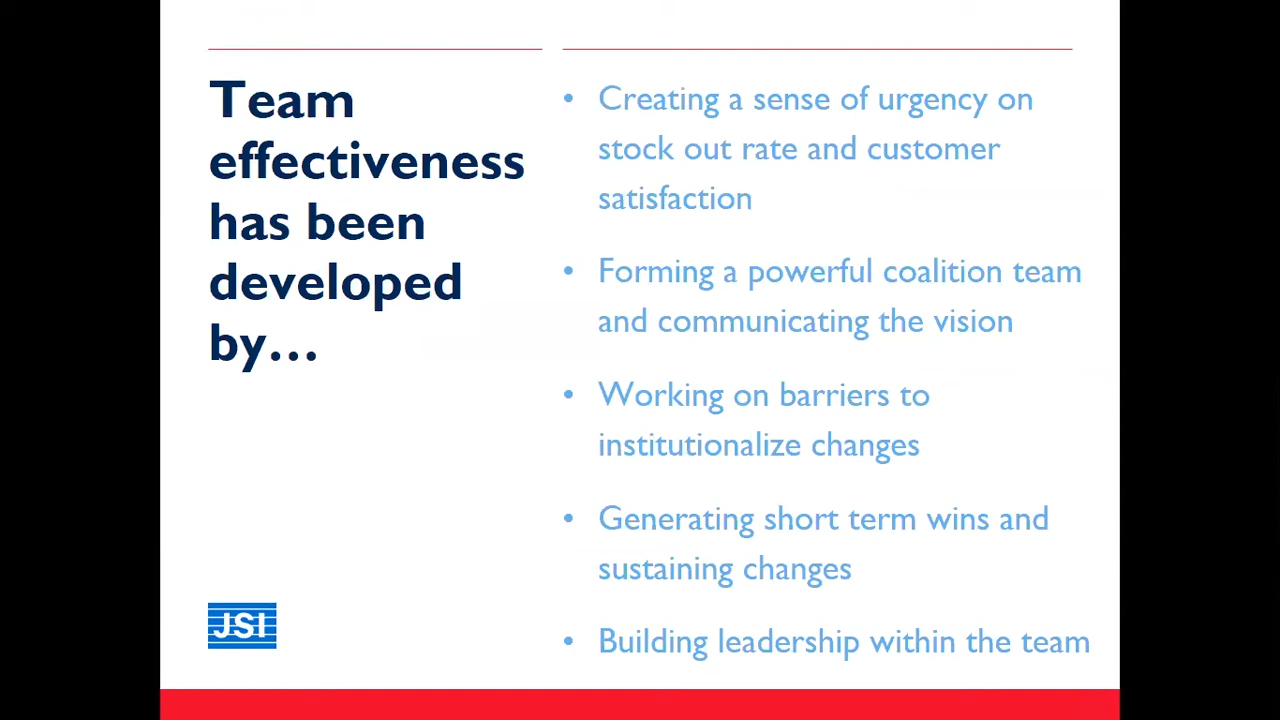 Team
effectiveness
has been
developed
by...
• Creating a sense of urgency on
stock out rate and customer
satisfaction
• Forming a powerful coalition team
and communicating the vision
• Working on barriers to
institutionalize changes
• Generating short term wins and
sustaining changes
• Building leadership within the team
JSI